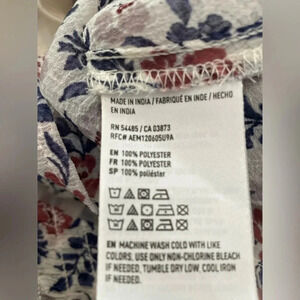 MADE IN INDIA / FABRIQUÉ EN INDE / HECHO
EN INDIA
RN 54485 / CA 03873
RFC# AEM120605U9A
EN 100% POLYESTER
FR 100% POLYESTER
SP 100% poliéster
EN MACHINE WASH COLD WITH LIKE
COLORS, USE ONLY NON-CHLORINE BLEACH
IF NEEDED, TUMBLE DRY LOW, COOL IRON
IF NEEDED.